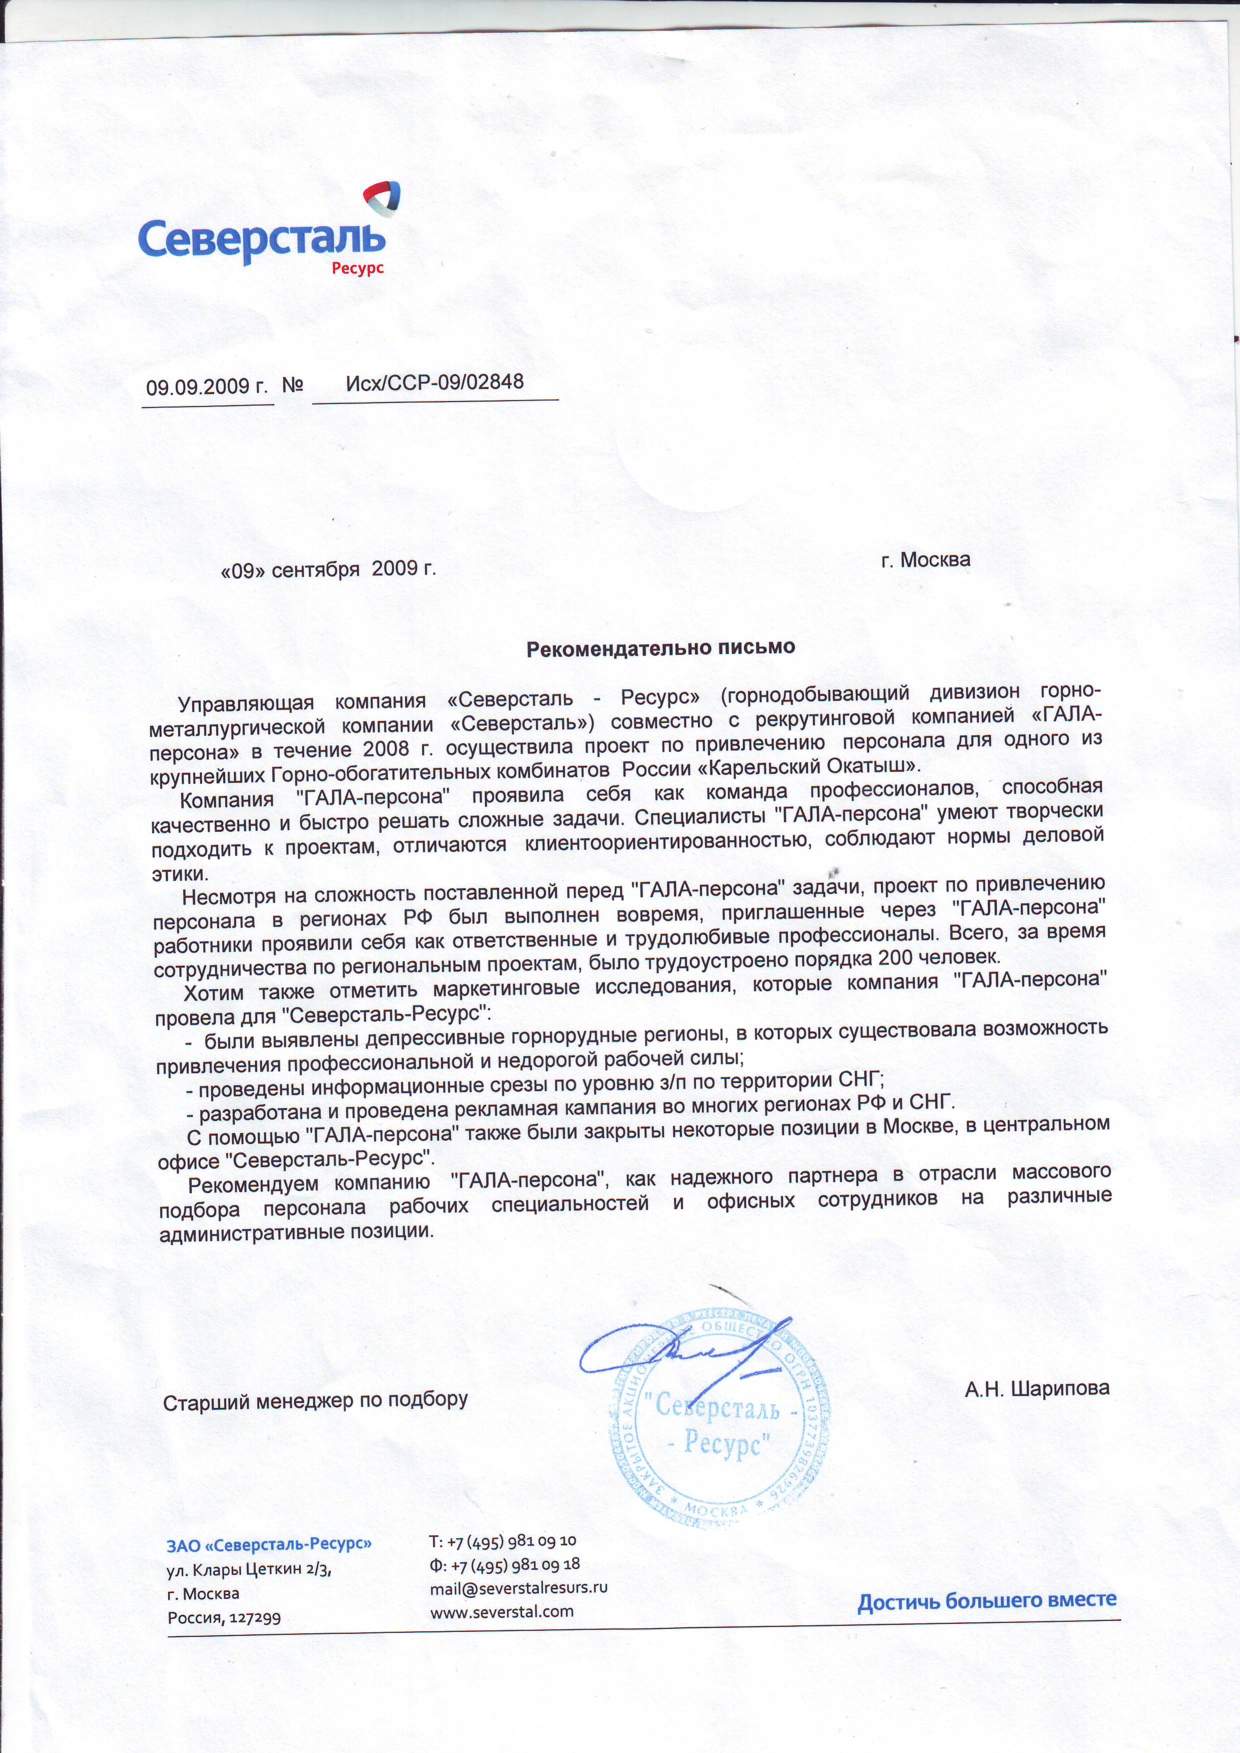 Северсталь
Ресурс
09.09.2009 г. № Исх/ССР-09/02848
«09» сентября 2009 г. г. Москва
Рекомендательно письмо
Управляющая компания «Северсталь - Ресурс» (горнодобывающий дивизион горно-
металлургической компании «Северсталь») совместно с рекрутинговой компанией «ГАЛА-
персона» в течение 2008 г. осуществила проект по привлечению персонала для одного из
крупнейших Горно-обогатительных комбинатов России «Карельский Окатыш».
Компания "ГАЛА-персона" проявила себя как команда профессионалов, способная
качественно и быстро решать сложные задачи. Специалисты "ГАЛА-персона" умеют творчески
подходить к проектам, отличаются клиентоориентированностью, соблюдают нормы деловой
этики.
Несмотря на сложность поставленной перед "ГАЛА-персона" задачи, проект по привлечению
персонала в регионах РФ был выполнен вовремя, приглашенные через "ГАЛА-персона"
работники проявили себя как ответственные и трудолюбивые профессионалы. Всего, за время
сотрудничества по региональным проектам, было трудоустроено порядка 200 человек.
Хотим также отметить маркетинговые исследования, которые компания "ГАЛА-персона"
провела для "Северсталь-Ресурс":
- были выявлены депрессивные горнорудные регионы, в которых существовала возможность
привлечения профессиональной и недорогой рабочей силы;
- проведены информационные срезы по уровню з/п по территории СНГ;
- разработана и проведена рекламная кампания во многих регионах РФ и СНГ.
С помощью "ГАЛА-персона" также были закрыты некоторые позиции в Москве, в центральном
офисе "Северсталь-Ресурс".
Рекомендуем компанию "ГАЛА-персона", как надежного партнера в отрасли массового
подбора персонала рабочих специальностей и офисных сотрудников на различные
административные позиции.
Старший менеджер по подбору А.Н. Шарипова
ЗАКРЫТОЕ АКЦИОНЕРНОЕ ОБЩЕСТВО ОГРН 1037739826926
"Северсталь -
- Ресурс"
* МОСКВА *
ЗАО «Северсталь-Ресурс» Т: +7 (495) 981 09 10
ул. Клары Цеткин 2/3, Ф: +7 (495) 981 09 18
г. Москва mail@severstalresurs.ru
Россия, 127299 www.severstal.com
Достичь большего вместе